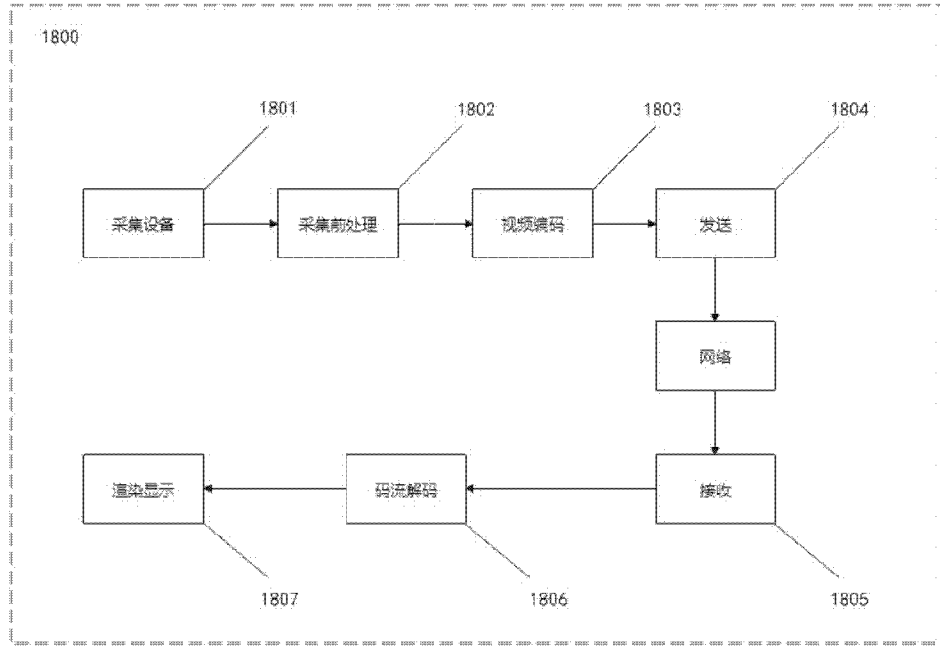 1800
1801
1802
1803
1804
采集设备
采集前处理
视频编码
发送
网络
渲染显示
码流解码
接收
1807
1806
1805